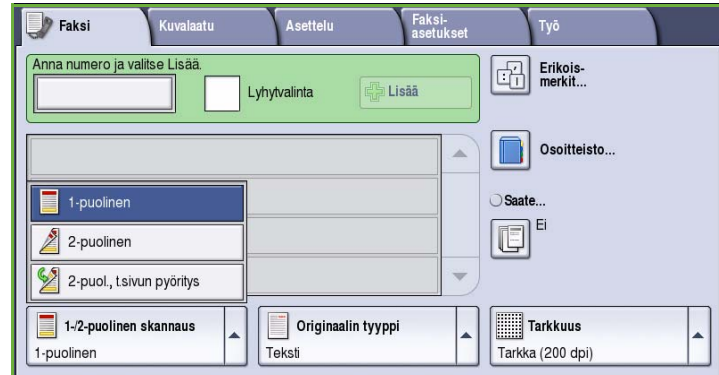 Faksi
Kuvalaatu
Asettelu
Faksi-
asetukset
Työ
Anna numero ja valitse Lisää.
Lyhytvalinta
Lisää
Erikois-
merkit...
Osoitteisto...
Saate...
Ei
1-puolinen
2-puolinen
2-puol., t.sivun pyöritys
1-/2-puolinen skannaus
1-puolinen
Originaalin tyyppi
Teksti
Tarkkuus
Tarkka (200 dpi)